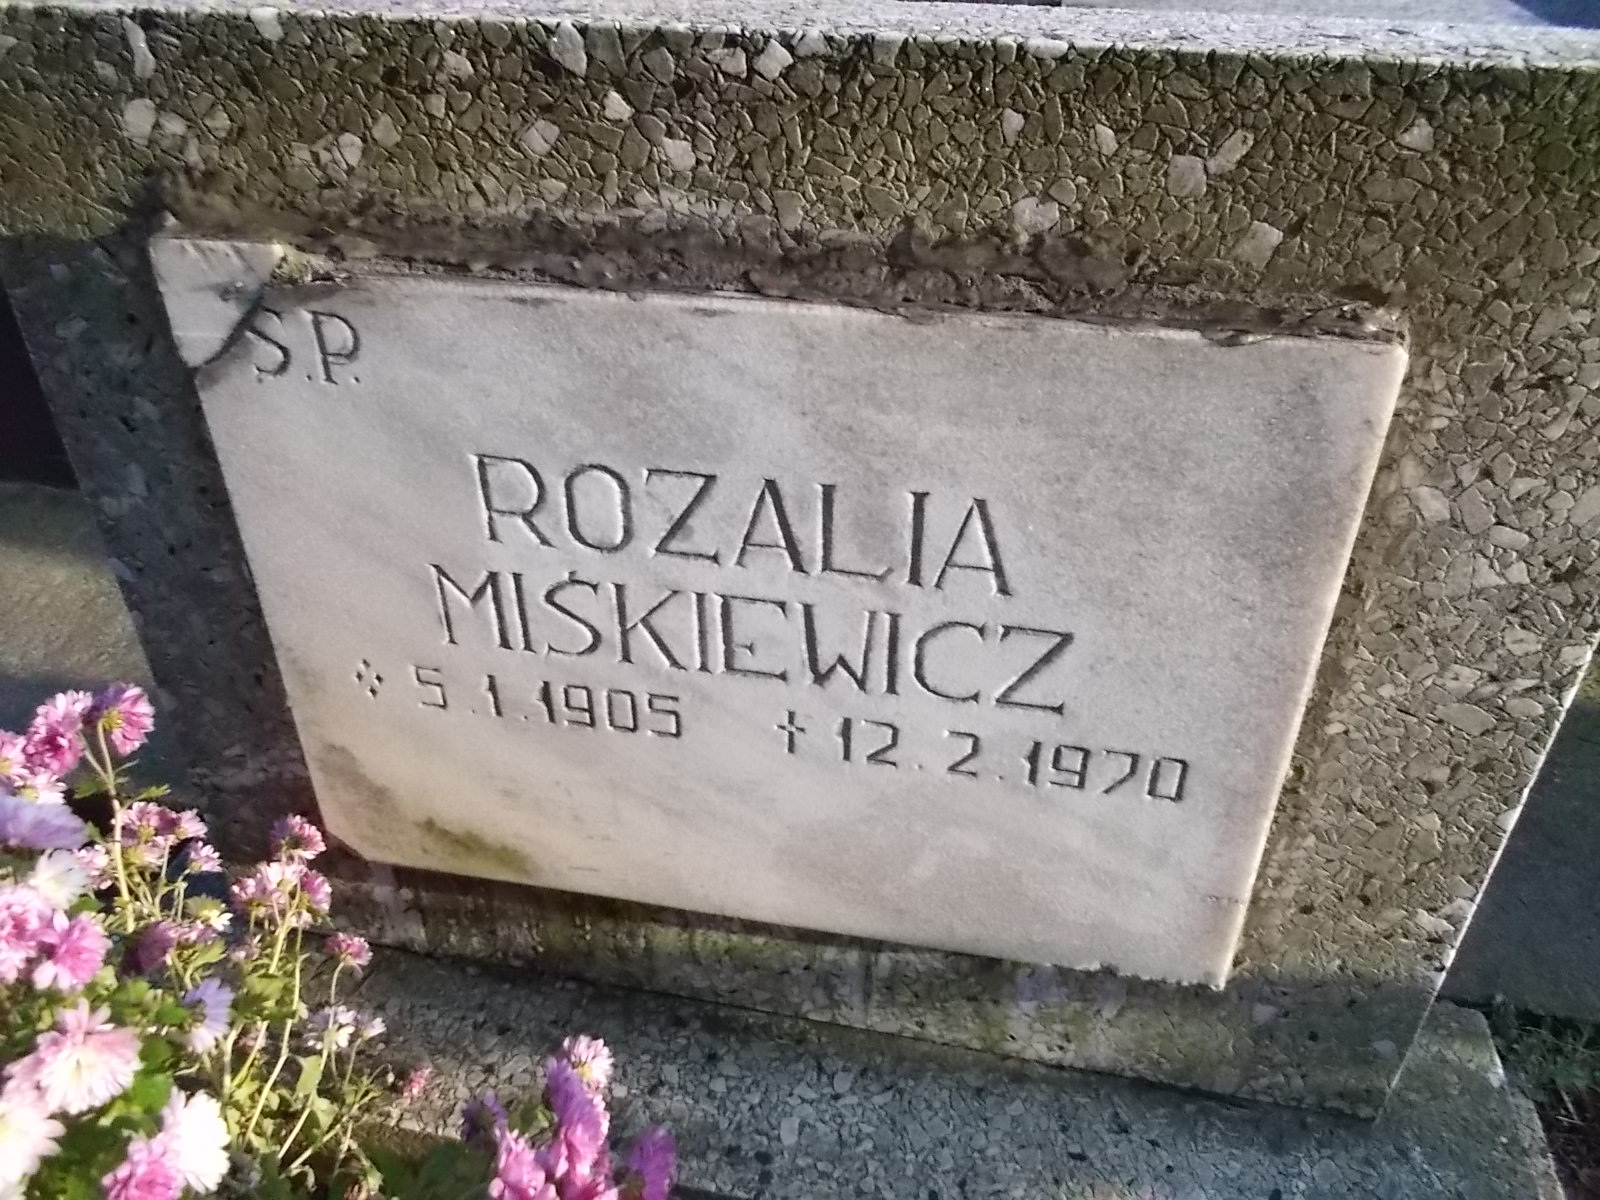 Ś.P.
ROZALIA
MIŚKIEWICZ
5.1.1905 † 12.2.1970